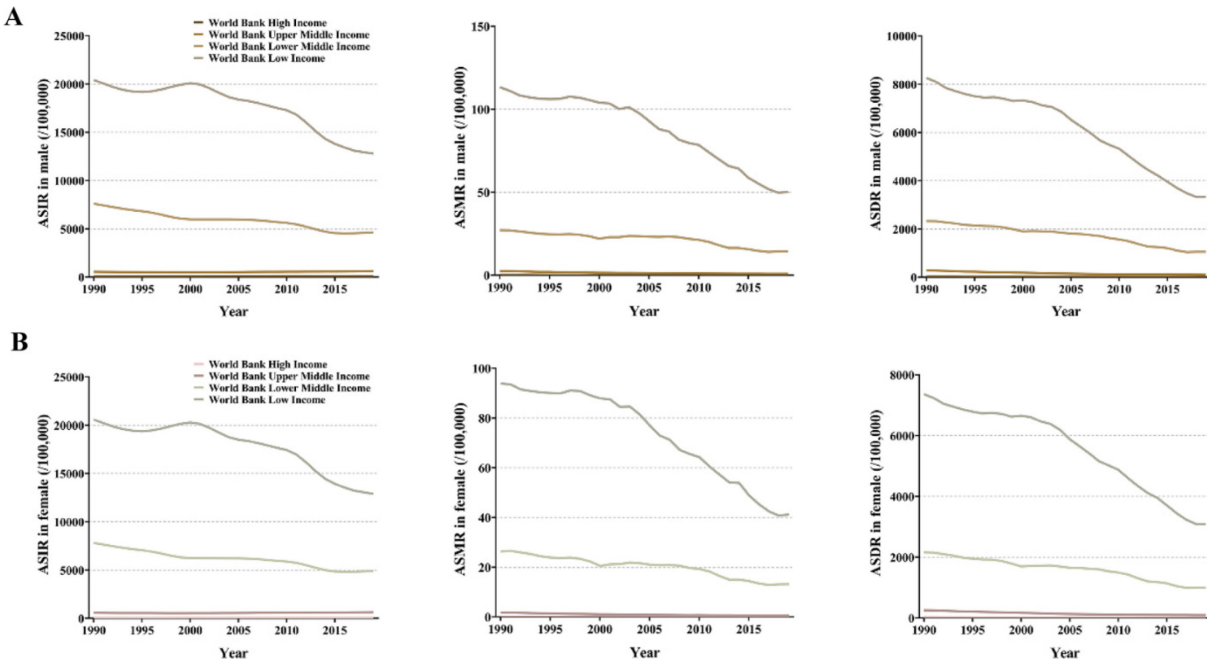 A
World Bank High Income
World Bank Upper Middle Income
World Bank Lower Middle Income
World Bank Low Income
ASIR in male (/100,000)
25000
20000
15000
10000
5000
0
1990 1995 2000 2005 2010 2015
Year
ASMR in male (/100,000)
150
100
50
0
1990 1995 2000 2005 2010 2015
Year
ASDR in male (/100,000)
10000
8000
6000
4000
2000
0
1990 1995 2000 2005 2010 2015
Year
B
World Bank High Income
World Bank Upper Middle Income
World Bank Lower Middle Income
World Bank Low Income
ASIR in female (/100,000)
25000
20000
15000
10000
5000
0
1990 1995 2000 2005 2010 2015
Year
ASMR in female (/100,000)
100
80
60
40
20
0
1990 1995 2000 2005 2010 2015
Year
ASDR in female (/100,000)
8000
6000
4000
2000
0
1990 1995 2000 2005 2010 2015
Year